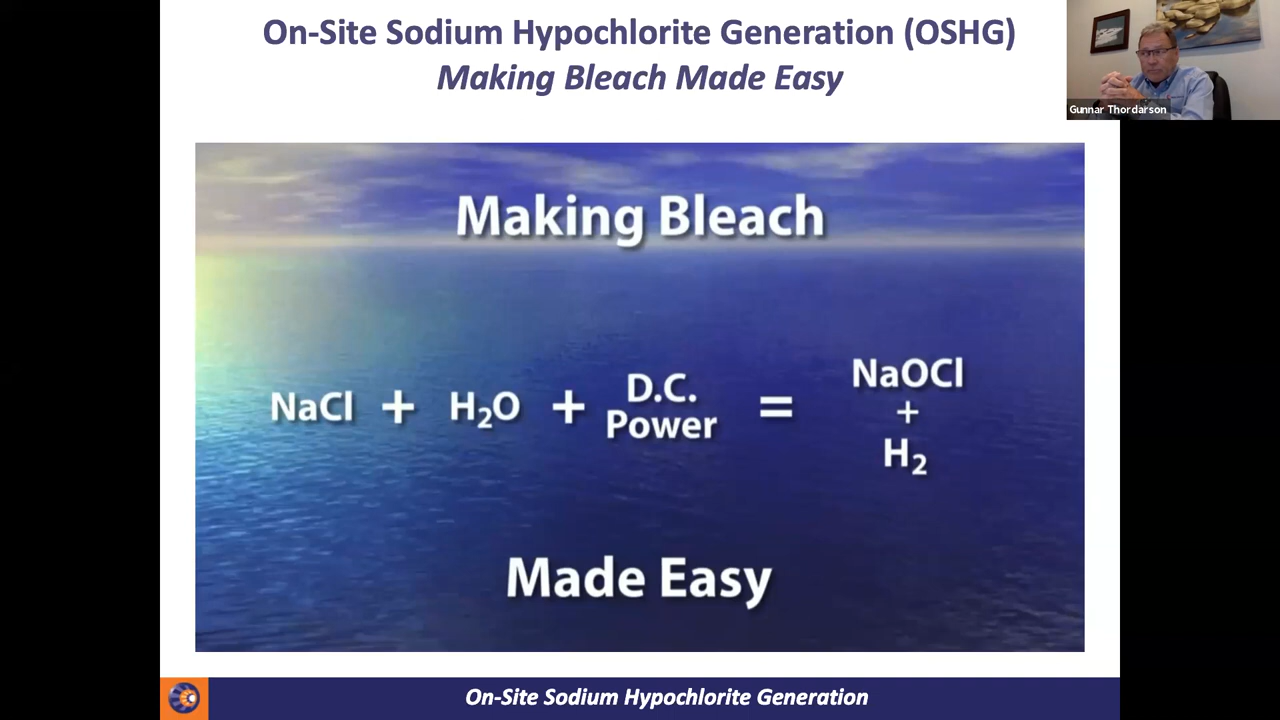 On-Site Sodium Hypochlorite Generation (OSHG)
Making Bleach Made Easy
Gunnar Thordarson
Making Bleach
NaCl + H₂O + D.C. Power = NaOCl + H₂
Made Easy
On-Site Sodium Hypochlorite Generation